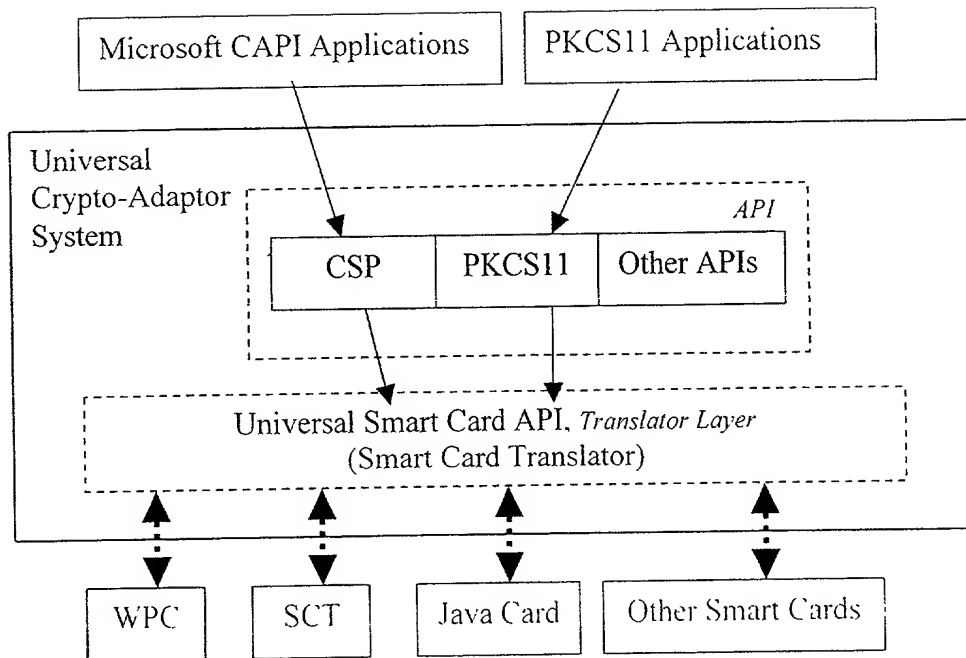 Microsoft CAPI Applications
PKCS11 Applications
Universal
Crypto-Adaptor
System
API
CSP
PKCS11
Other APIs
Universal Smart Card API, Translator Layer
(Smart Card Translator)
WPC
SCT
Java Card
Other Smart Cards